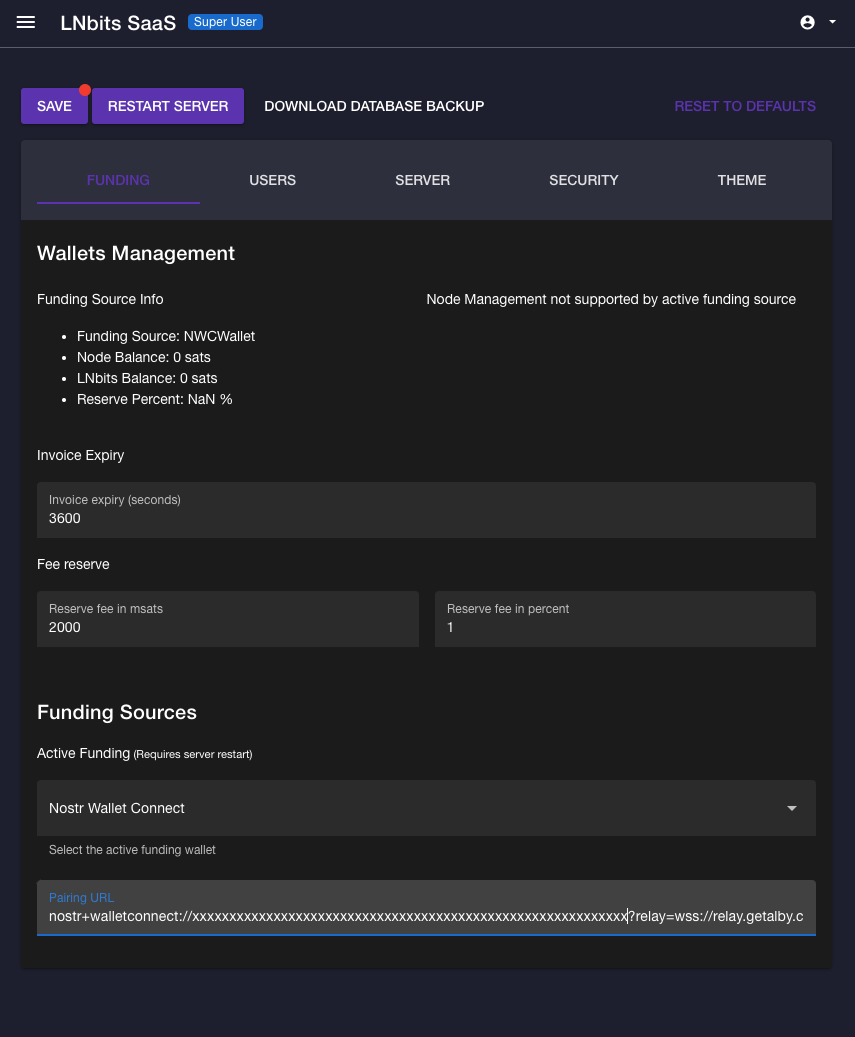 LNbits SaaS Super User
SAVE RESTART SERVER DOWNLOAD DATABASE BACKUP RESET TO DEFAULTS
FUNDING USERS SERVER SECURITY THEME
Wallets Management
Funding Source Info Node Management not supported by active funding source
• Funding Source: NWCWallet
• Node Balance: 0 sats
• LNbits Balance: 0 sats
• Reserve Percent: NaN %
Invoice Expiry
Invoice expiry (seconds)
3600
Fee reserve
Reserve fee in msats Reserve fee in percent
2000 1
Funding Sources
Active Funding (Requires server restart)
Nostr Wallet Connect
Select the active funding wallet
Pairing URL
nostr+walletconnect://xxxxxxxxxxxxxxxxxxxxxxxxxxxxxxxxxxxxxxxxxxxxxxxxxxxxxxxxxxxx?relay=wss://relay.getalby.c